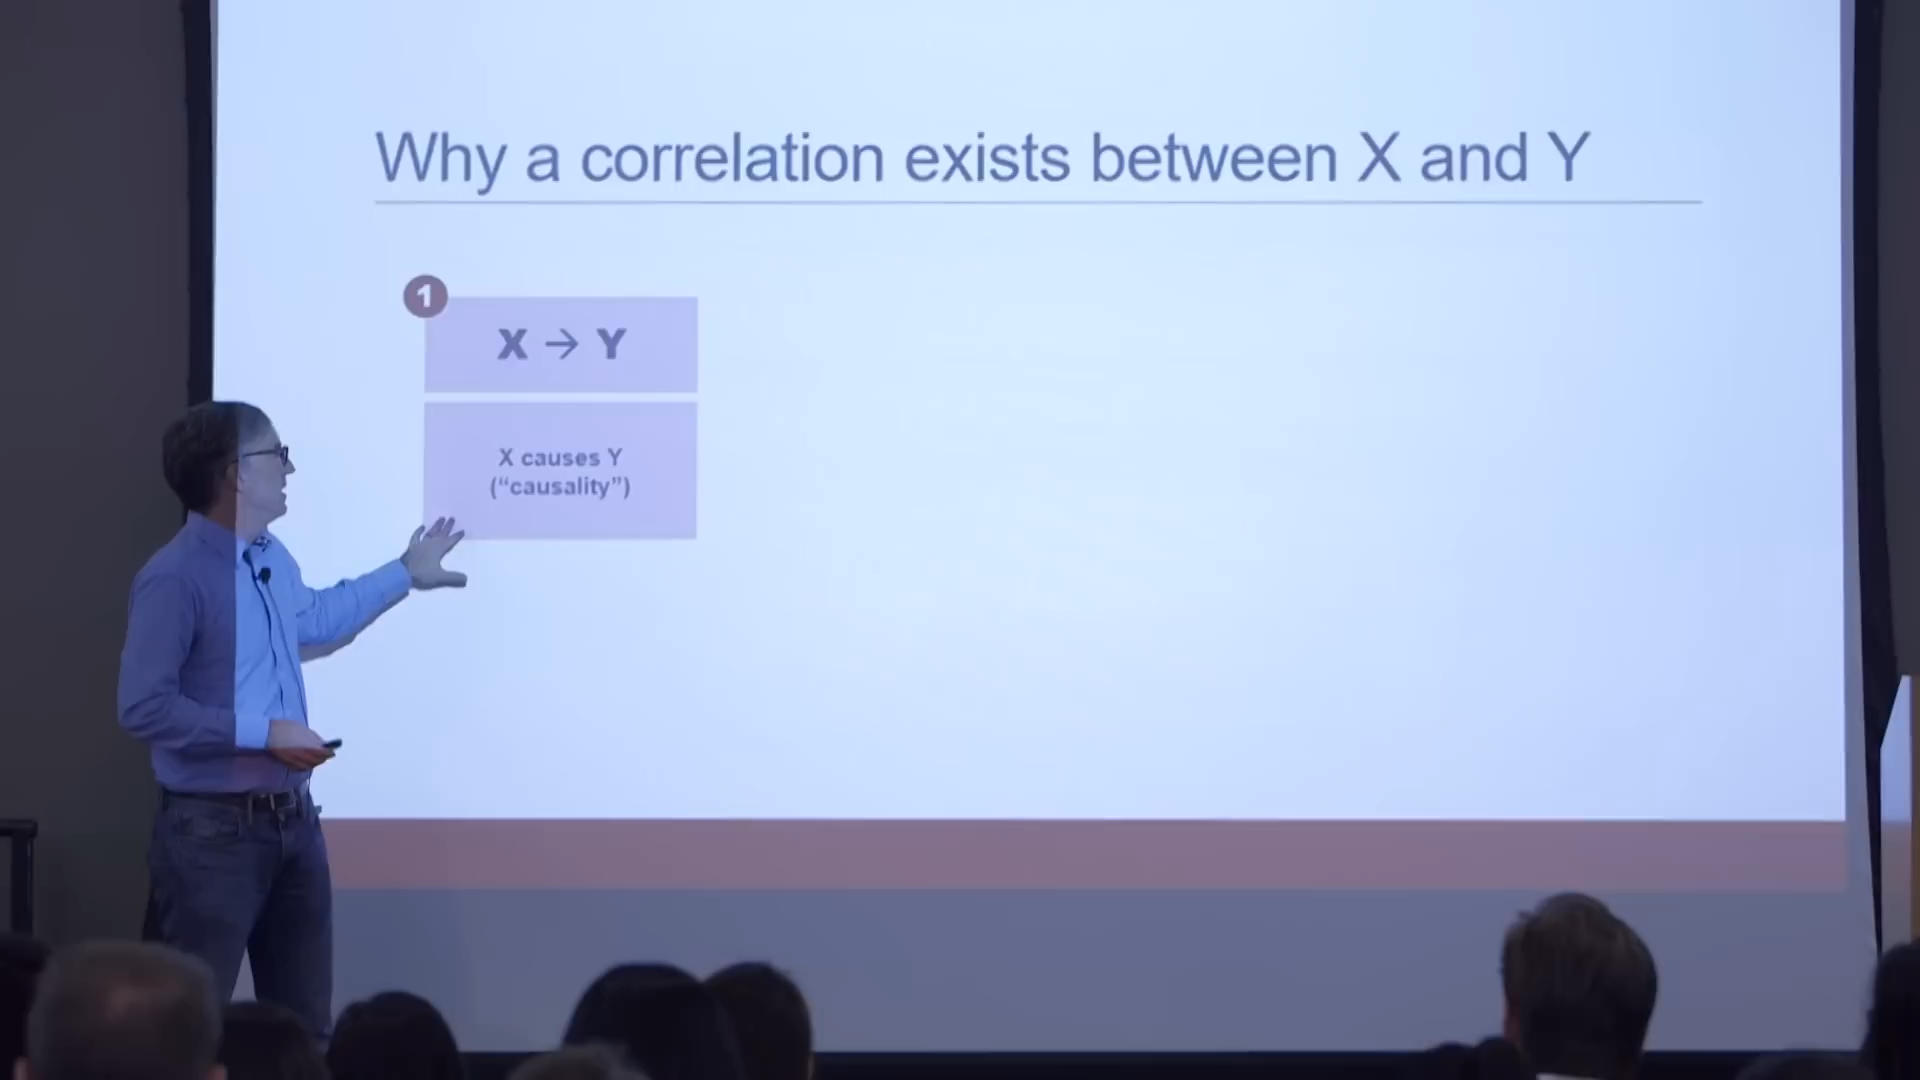 Why a correlation exists between X and Y
1
X → Y
X causes Y
(“causality”)